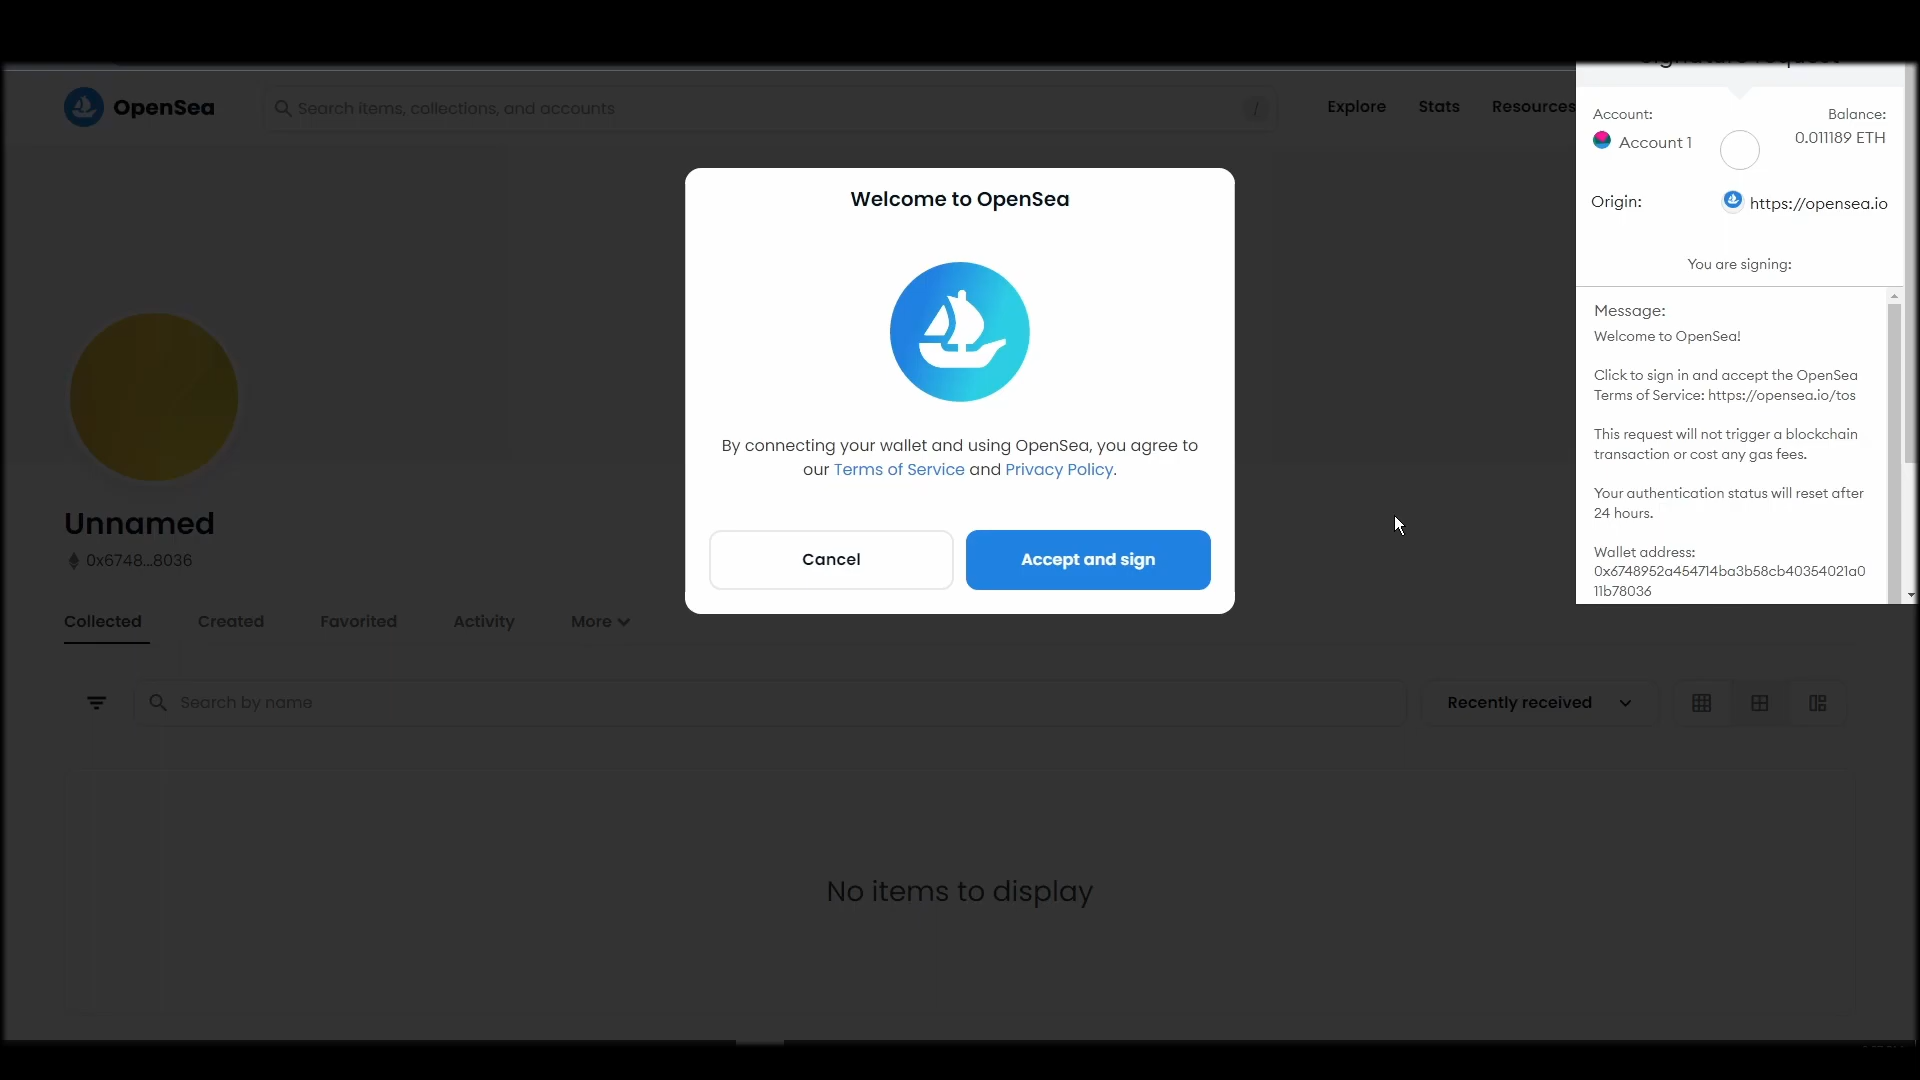 Signature request
OpenSea
Search items, collections, and accounts
/
Explore
Stats
Resources
Account:
Balance:
Account 1
0.011189 ETH
Origin:
https://opensea.io
You are signing:
Message:
Welcome to OpenSea!
Click to sign in and accept the OpenSea
Terms of Service: https://opensea.io/tos
This request will not trigger a blockchain
transaction or cost any gas fees.
Your authentication status will reset after
24 hours.
Wallet address:
0x6748952a454714ba3b58cb40354021a0
11b78036
Welcome to OpenSea
By connecting your wallet and using OpenSea, you agree to
our Terms of Service and Privacy Policy.
Cancel
Accept and sign
Unnamed
0x6748...8036
Collected
Created
Favorited
Activity
More
Search by name
Recently received
No items to display